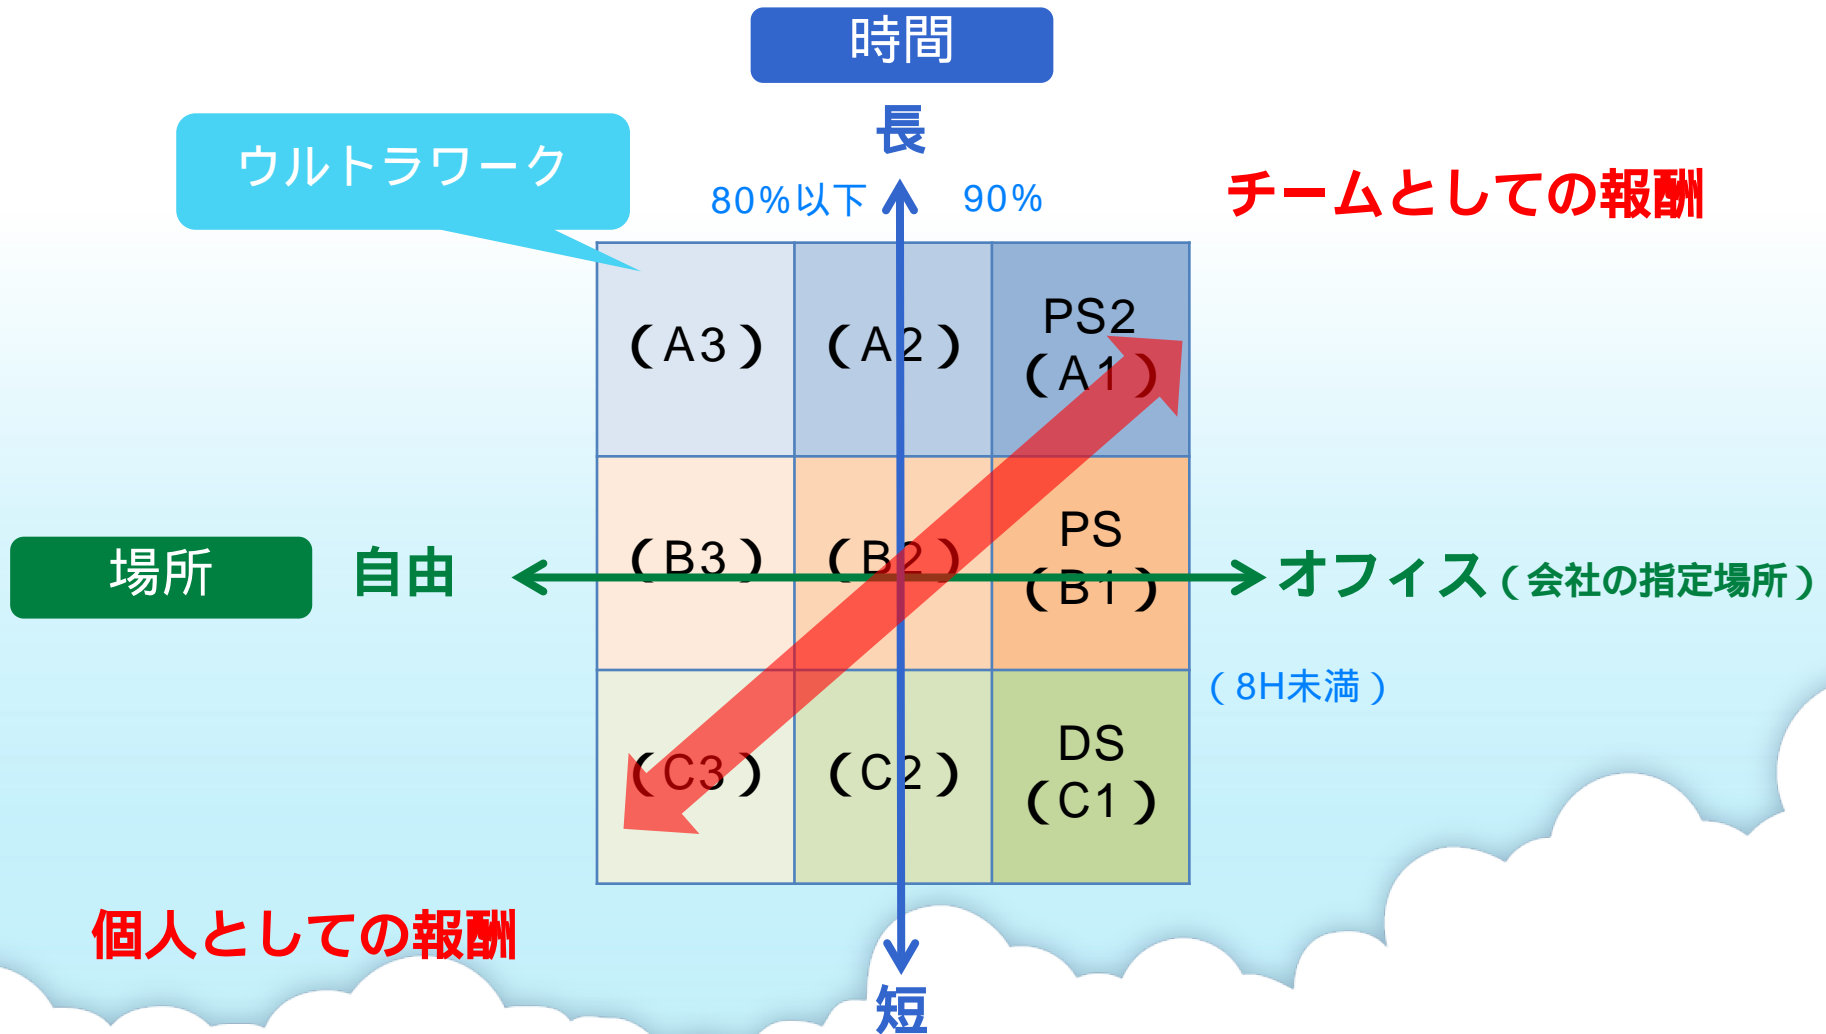 時間
長
ウルトラワーク
80%以下
90%
チームとしての報酬
（A3）
（A2）
PS2
（A1）
場所
自由
（B3）
（B2）
PS
（B1）
オフィス（会社の指定場所）
（8H未満）
（C3）
（C2）
DS
（C1）
個人としての報酬
短